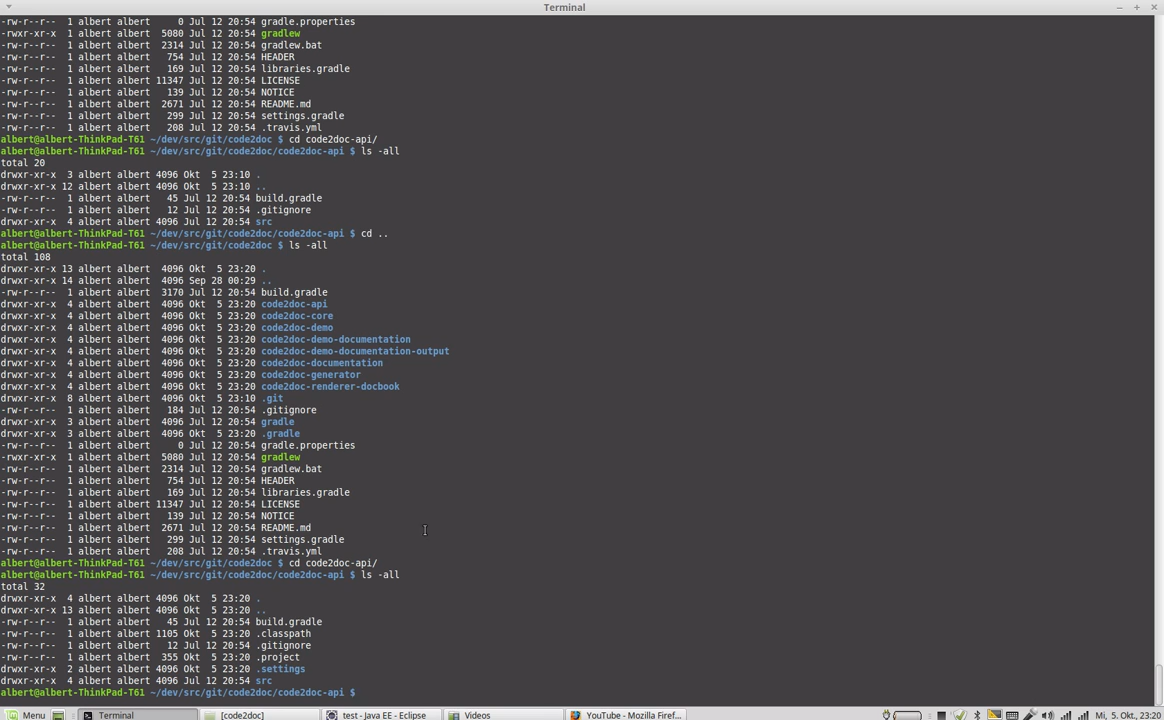 Terminal
-rw-r--r--  1 albert albert     0 Jul 12 20:54 gradle.properties
-rwxr-xr-x  1 albert albert  5080 Jul 12 20:54 gradlew
-rw-r--r--  1 albert albert  2314 Jul 12 20:54 gradlew.bat
-rw-r--r--  1 albert albert   754 Jul 12 20:54 HEADER
-rw-r--r--  1 albert albert   169 Jul 12 20:54 libraries.gradle
-rw-r--r--  1 albert albert 11347 Jul 12 20:54 LICENSE
-rw-r--r--  1 albert albert   139 Jul 12 20:54 NOTICE
-rw-r--r--  1 albert albert  2671 Jul 12 20:54 README.md
-rw-r--r--  1 albert albert   299 Jul 12 20:54 settings.gradle
-rw-r--r--  1 albert albert   208 Jul 12 20:54 .travis.yml
albert@albert-ThinkPad-T61 ~/dev/src/git/code2doc $ cd code2doc-api/
albert@albert-ThinkPad-T61 ~/dev/src/git/code2doc/code2doc-api $ ls -all
total 20
drwxr-xr-x  3 albert albert 4096 Okt  5 23:10 .
drwxr-xr-x 12 albert albert 4096 Okt  5 23:10 ..
-rw-r--r--  1 albert albert   45 Jul 12 20:54 build.gradle
-rw-r--r--  1 albert albert   12 Jul 12 20:54 .gitignore
drwxr-xr-x  4 albert albert 4096 Jul 12 20:54 src
albert@albert-ThinkPad-T61 ~/dev/src/git/code2doc/code2doc-api $ cd ..
albert@albert-ThinkPad-T61 ~/dev/src/git/code2doc $ ls -all
total 108
drwxr-xr-x 13 albert albert  4096 Okt  5 23:20 .
drwxr-xr-x 14 albert albert  4096 Sep 28 00:29 ..
-rw-r--r--  1 albert albert  3170 Jul 12 20:54 build.gradle
drwxr-xr-x  4 albert albert  4096 Okt  5 23:20 code2doc-api
drwxr-xr-x  4 albert albert  4096 Okt  5 23:20 code2doc-core
drwxr-xr-x  4 albert albert  4096 Okt  5 23:20 code2doc-demo
drwxr-xr-x  4 albert albert  4096 Okt  5 23:20 code2doc-demo-documentation
drwxr-xr-x  4 albert albert  4096 Okt  5 23:20 code2doc-demo-documentation-output
drwxr-xr-x  4 albert albert  4096 Okt  5 23:20 code2doc-documentation
drwxr-xr-x  4 albert albert  4096 Okt  5 23:20 code2doc-generator
drwxr-xr-x  4 albert albert  4096 Okt  5 23:20 code2doc-renderer-docbook
drwxr-xr-x  8 albert albert  4096 Okt  5 23:10 .git
-rw-r--r--  1 albert albert   184 Jul 12 20:54 .gitignore
drwxr-xr-x  3 albert albert  4096 Jul 12 20:54 gradle
drwxr-xr-x  3 albert albert  4096 Okt  5 23:20 .gradle
-rw-r--r--  1 albert albert     0 Jul 12 20:54 gradle.properties
-rwxr-xr-x  1 albert albert  5080 Jul 12 20:54 gradlew
-rw-r--r--  1 albert albert  2314 Jul 12 20:54 gradlew.bat
-rw-r--r--  1 albert albert   754 Jul 12 20:54 HEADER
-rw-r--r--  1 albert albert   169 Jul 12 20:54 libraries.gradle
-rw-r--r--  1 albert albert 11347 Jul 12 20:54 LICENSE
-rw-r--r--  1 albert albert   139 Jul 12 20:54 NOTICE
-rw-r--r--  1 albert albert  2671 Jul 12 20:54 README.md
-rw-r--r--  1 albert albert   299 Jul 12 20:54 settings.gradle
-rw-r--r--  1 albert albert   208 Jul 12 20:54 .travis.yml
albert@albert-ThinkPad-T61 ~/dev/src/git/code2doc $ cd code2doc-api/
albert@albert-ThinkPad-T61 ~/dev/src/git/code2doc/code2doc-api $ ls -all
total 32
drwxr-xr-x  4 albert albert 4096 Okt  5 23:20 .
drwxr-xr-x 13 albert albert 4096 Okt  5 23:20 ..
-rw-r--r--  1 albert albert   45 Jul 12 20:54 build.gradle
-rw-r--r--  1 albert albert 1105 Okt  5 23:20 .classpath
-rw-r--r--  1 albert albert   12 Jul 12 20:54 .gitignore
-rw-r--r--  1 albert albert  355 Okt  5 23:20 .project
drwxr-xr-x  2 albert albert 4096 Okt  5 23:20 .settings
drwxr-xr-x  4 albert albert 4096 Jul 12 20:54 src
albert@albert-ThinkPad-T61 ~/dev/src/git/code2doc/code2doc-api $
Menu Terminal [code2doc] test - Java EE - Eclipse Videos YouTube - Mozilla Firef... Mi, 5. Okt, 23:20